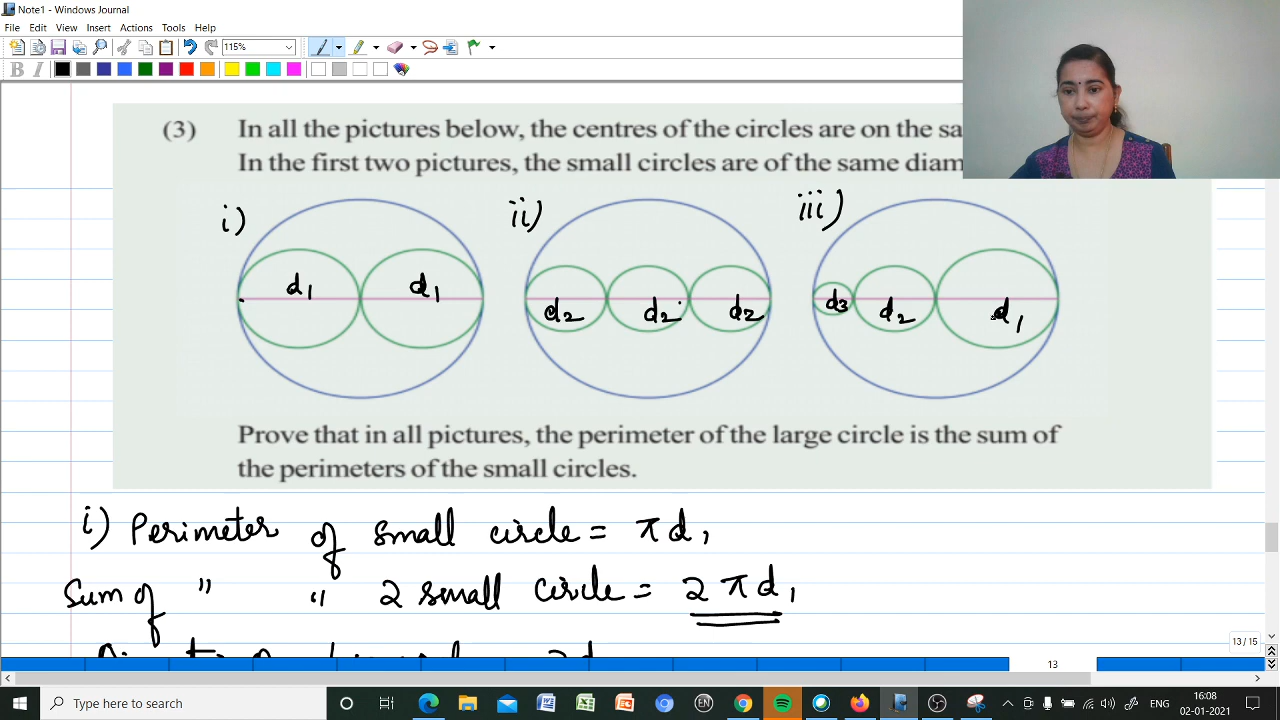 Note1 - Windows Journal
File Edit View Insert Actions Tools Help
115%
B I
(3) In all the pictures below, the centres of the circles are on the sa
In the first two pictures, the small circles are of the same diam
i) ii) iii)
d1 d1 d2 d2 d2 d3 d2 d1
Prove that in all pictures, the perimeter of the large circle is the sum of
the perimeters of the small circles.
i) Perimeter of small circle = πd1
Sum of " " 2 small circle = 2πd1
13 / 15
13
Type here to search
ENG
16:08
02-01-2021